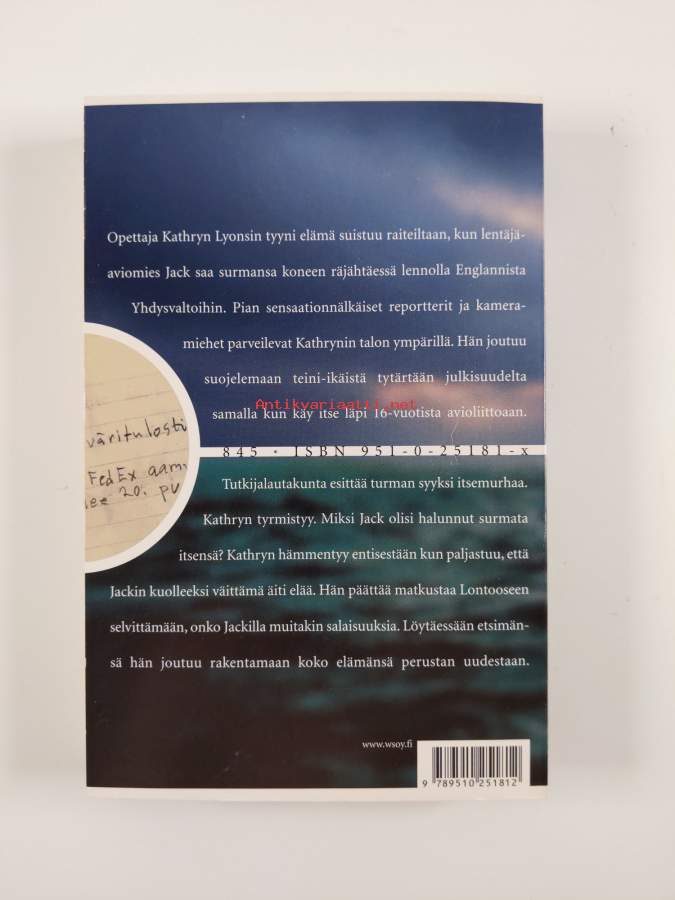 Opettaja Kathryn Lyonsin tyyni elämä suistuu raiteiltaan, kun lentäjä-
aviomies Jack saa surmansa koneen räjähtäessä lennolla Englannista
Yhdysvaltoihin. Pian sensaationnälkäiset reportterit ja kamera-
miehet parveilevat Kathrynin talon ympärillä. Hän joutuu
suojelemaan teini-ikäistä tytärtään julkisuudelta
Antikvariaatti.net
samalla kun käy itse läpi 16-vuotista avioliittoaan.
väritulosti
FedEx aam
20. pv
845 • ISBN 951-0-25181-x
Tutkijalautakunta esittää turman syyksi itsemurhaa.
Kathryn tyrmistyy. Miksi Jack olisi halunnut surmata
itsensä? Kathryn hämmentyy entisestään kun paljastuu, että
Jackin kuolleeksi väittämä äiti elää. Hän päättää matkustaa Lontooseen
selvittämään, onko Jackilla muitakin salaisuuksia. Löytäessään etsimän-
sä hän joutuu rakentamaan koko elämänsä perustan uudestaan.
www.wsoy.fi
9 789510 251812